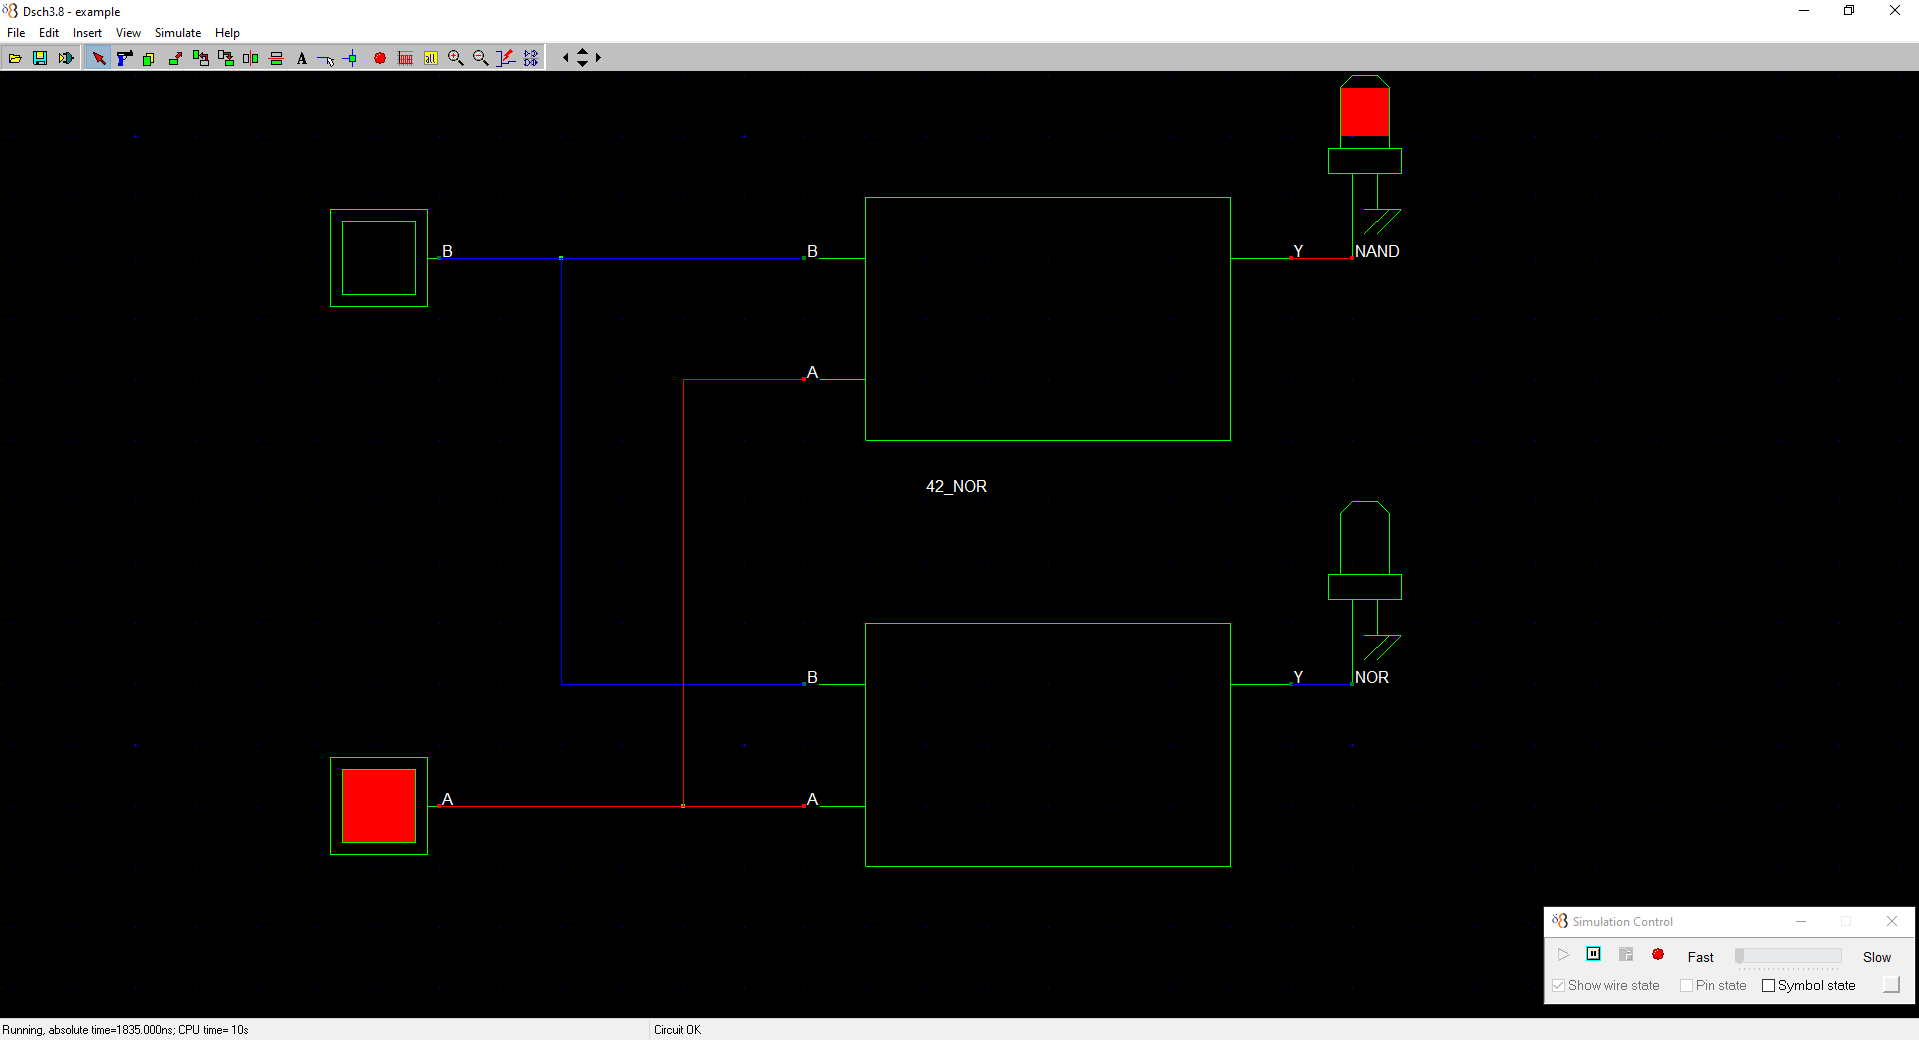 Dsch3.8 - example
File Edit Insert View Simulate Help
A all
NAND
B B Y
A
42_NOR
B Y NOR
A A
Simulation Control
Fast Slow
Show wire state Pin state Symbol state
Running, absolute time=1835.000ns; CPU time= 10s Circuit OK